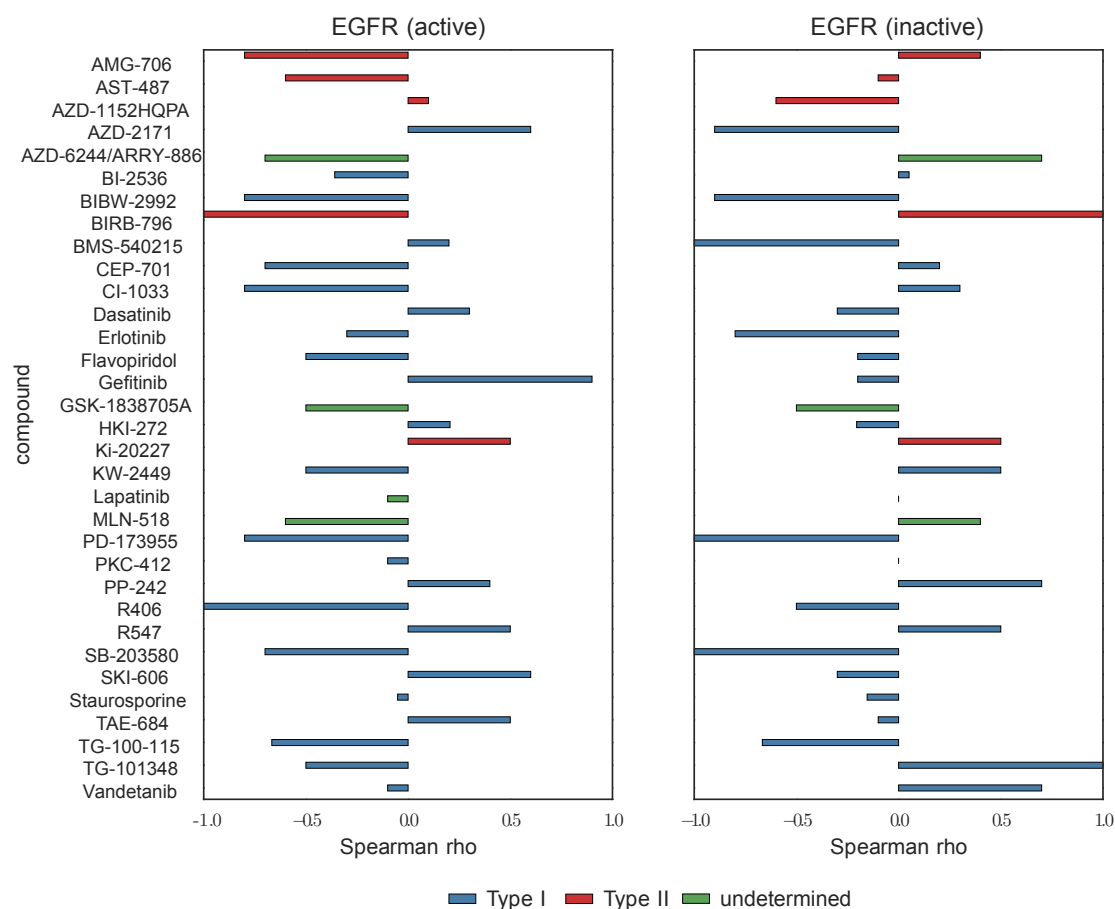 EGFR (active)
EGFR (inactive)
compound
AMG-706
AST-487
AZD-1152HQPA
AZD-2171
AZD-6244/ARRY-886
BI-2536
BIBW-2992
BIRB-796
BMS-540215
CEP-701
CI-1033
Dasatinib
Erlotinib
Flavopiridol
Gefitinib
GSK-1838705A
HKI-272
Ki-20227
KW-2449
Lapatinib
MLN-518
PD-173955
PKC-412
PP-242
R406
R547
SB-203580
SKI-606
Staurosporine
TAE-684
TG-100-115
TG-101348
Vandetanib
-1.0 −0.5 0.0 0.5 1.0
−1.0 −0.5 0.0 0.5 1.0
Spearman rho
Spearman rho
Type I Type II undetermined